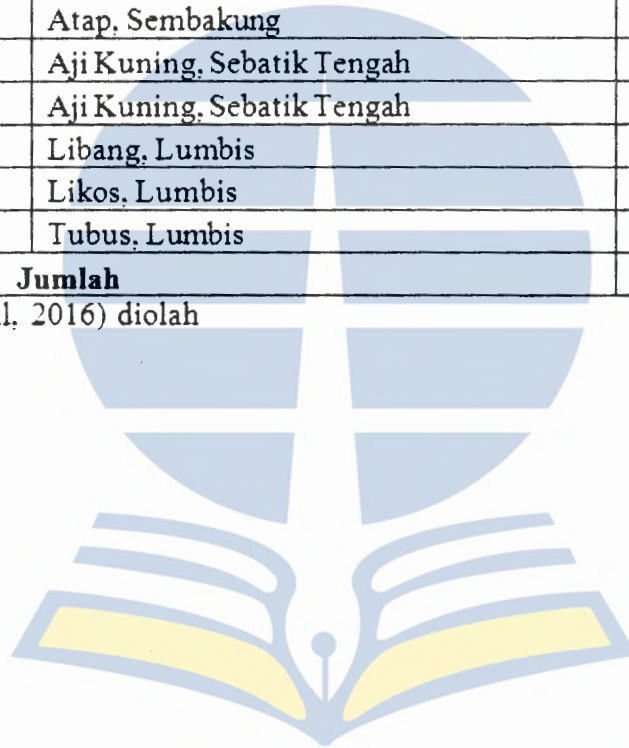 Atap, Sembakung
Aji Kuning, Sebatik Tengah
Aji Kuning, Sebatik Tengah
Libang, Lumbis
Likos, Lumbis
Tubus, Lumbis
Jumlah
l, 2016) diolah